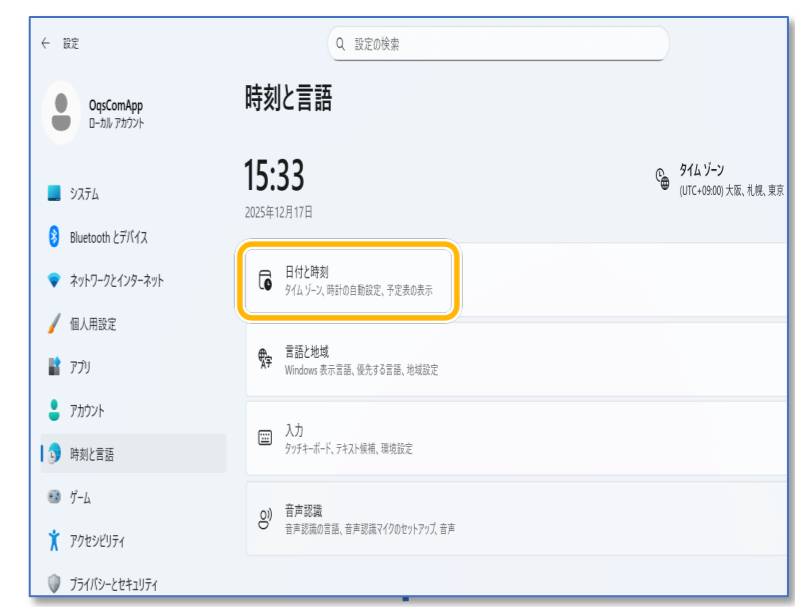 ← 設定
設定の検索
OqsComApp
ローカル アカウント
システム
Bluetooth とデバイス
ネットワークとインターネット
個人用設定
アプリ
アカウント
時刻と言語
ゲーム
アクセシビリティ
プライバシーとセキュリティ
時刻と言語
15:33
2025年12月17日
タイム ゾーン
(UTC+09:00) 大阪、札幌、東京
日付と時刻
タイム ゾーン、時計の自動設定、予定表の表示
言語と地域
Windows 表示言語、優先する言語、地域設定
入力
タッチキーボード、テキスト候補、環境設定
音声認識
音声認識の言語、音声認識マイクのセットアップ、音声